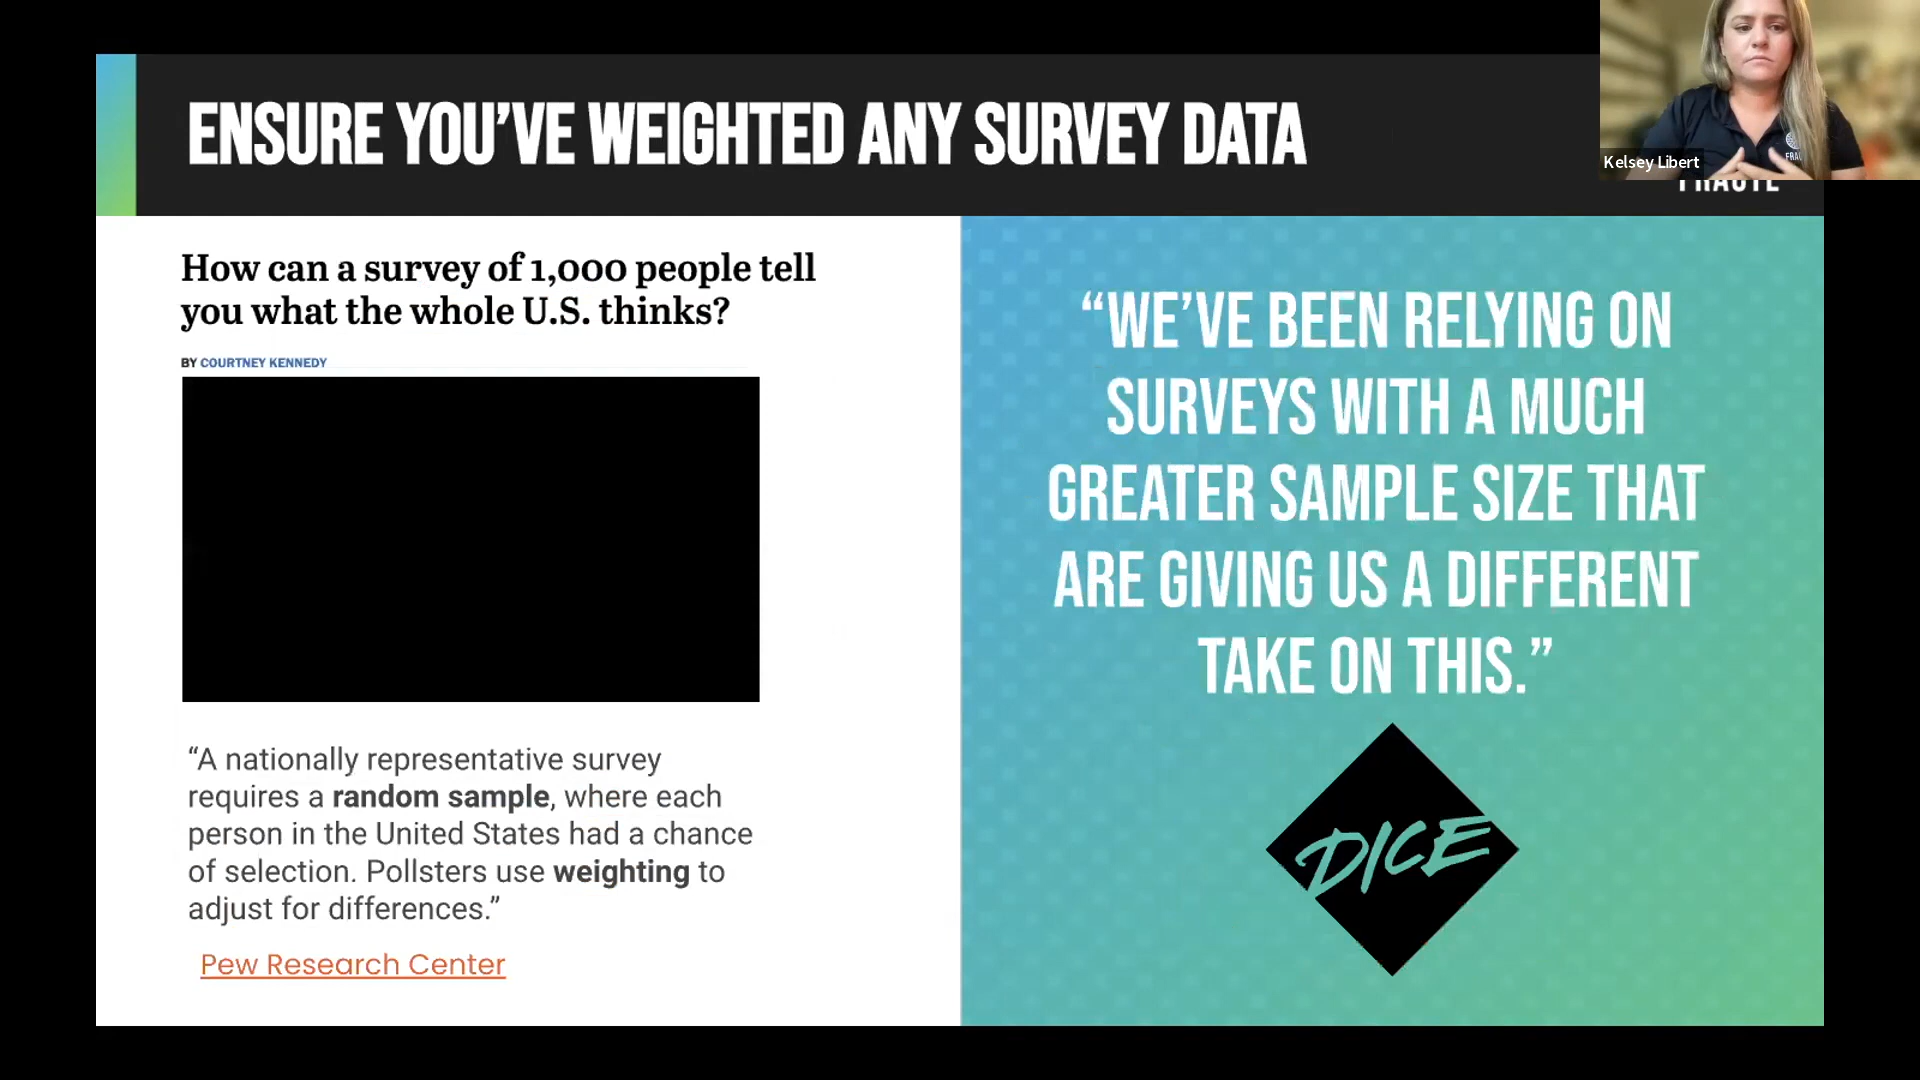 ENSURE YOU’VE WEIGHTED ANY SURVEY DATA
Kelsey Libert
How can a survey of 1,000 people tell
you what the whole U.S. thinks?
BY COURTNEY KENNEDY
“A nationally representative survey
requires a random sample, where each
person in the United States had a chance
of selection. Pollsters use weighting to
adjust for differences.”
Pew Research Center
“WE’VE BEEN RELYING ON
SURVEYS WITH A MUCH
GREATER SAMPLE SIZE THAT
ARE GIVING US A DIFFERENT
TAKE ON THIS.”
DICE